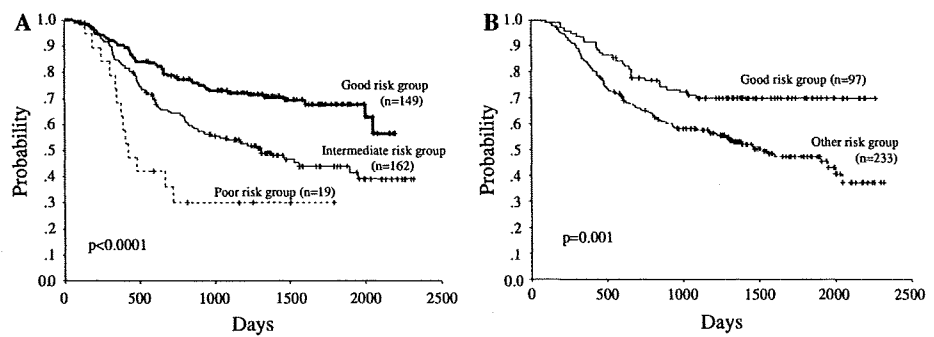 A
1.0
.9
.8
.7
.6
.5
.4
.3
.2
.1
0.0
Probability
Good risk group
(n=149)
Intermediate risk group
(n=162)
Poor risk group (n=19)
p<0.0001
0 500 1000 1500 2000 2500
Days
B
1.0
.9
.8
.7
.6
.5
.4
.3
.2
.1
0.0
Probability
Good risk group (n=97)
Other risk group
(n=233)
p=0.001
0 500 1000 1500 2000 2500
Days